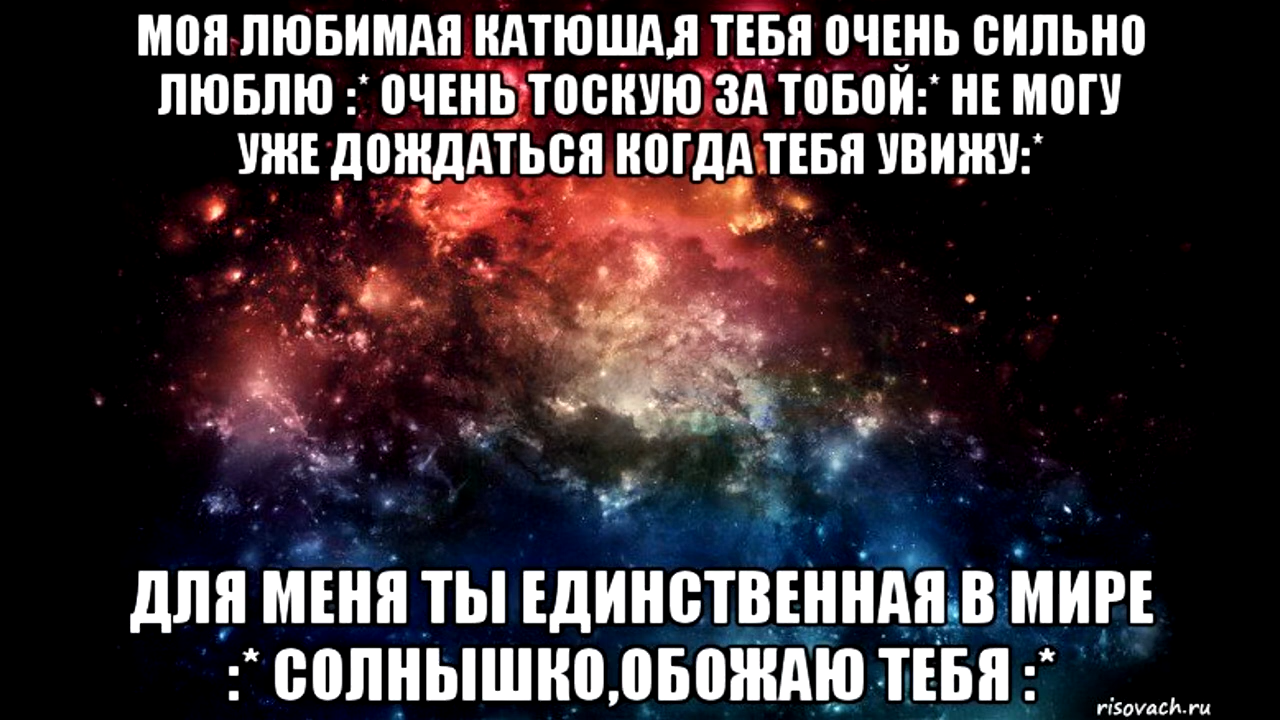 МОЯ ЛЮБИМАЯ КАТЮША,Я ТЕБЯ ОЧЕНЬ СИЛЬНО
ЛЮБЛЮ :* ОЧЕНЬ ТОСКУЮ ЗА ТОБОЙ:* НЕ МОГУ
УЖЕ ДОЖДАТЬСЯ КОГДА ТЕБЯ УВИЖУ:*
ДЛЯ МЕНЯ ТЫ ЕДИНСТВЕННАЯ В МИРЕ
:* СОЛНЫШКО,ОБОЖАЮ ТЕБЯ :*
risovach.ru